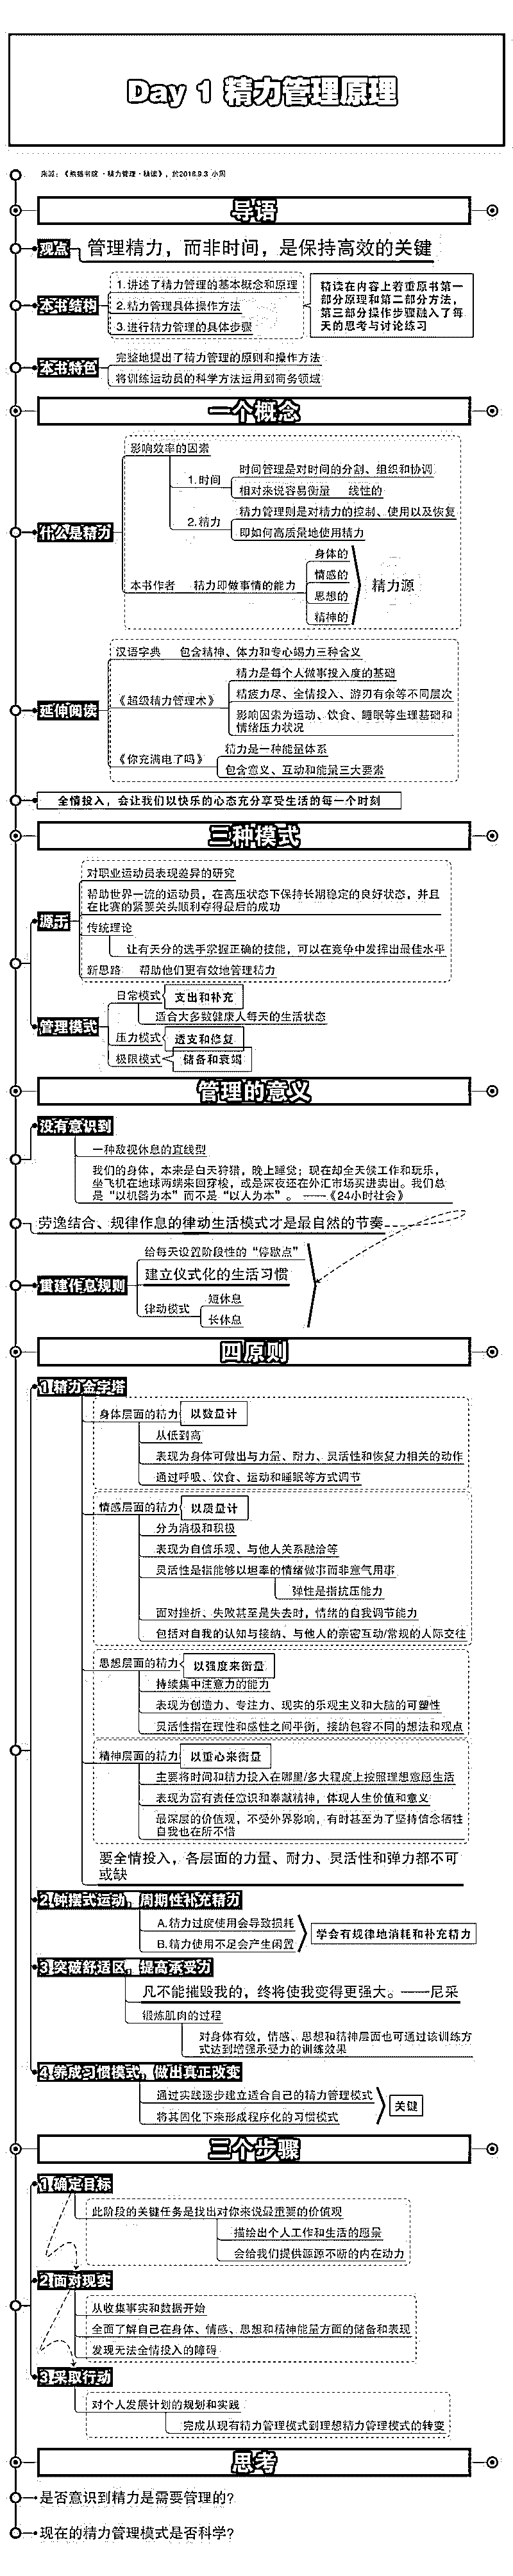 Day 1 精力管理原理
来源：《熊猫书院 · 精力管理 · 精读》，
导语
观点
管理精力，而非时间，是保持高效的关键
本书结构
1.讲述了精力管理的基本概念和原理
2.精力管理具体操作方法
3.进行精力管理的具体步骤
精读在内容上着重原书第一
部分原理和第二部分方法，
第三部分操作步骤融入了每
天的思考与讨论练习
本书特色
完整地提出了精力管理的原则和操作方法
将训练运动员的科学方法运用到商务领域
一个概念
什么是精力
影响效率的因素
1.时间
时间管理是对时间的分割、组织和协调
相对来说容易衡量 线性的
2.精力
精力管理则是对精力的控制、使用以及恢复
即如何高质量地使用精力
本书作者 精力即做事情的能力
身体的
情感的
思想的
精神的
精力源
延伸阅读
汉语字典 包含精神、体力和专心竭力三种含义
《超级精力管理术》
精力是每个人做事投入度的基础
精疲力尽、全情投入、游刃有余等不同层次
影响因素为运动、饮食、睡眠等生理基础和
情绪压力状况
《你充满电了吗》
精力是一种能量体系
包含意义、互动和能量三大要素
全情投入，会让我们以快乐的心态充分享受生活的每一个时刻
三种模式
源于
对职业运动员表现差异的研究
帮助世界一流的运动员，在高压状态下保持长期稳定的良好状态，并且
在比赛的紧要关头顺利夺得最后的成功
传统理论
让有天分的选手掌握正确的技能，可以在竞争中发挥出最佳水平
新思路 帮助他们更有效地管理精力
管理模式
日常模式
支出和补充
适合大多数健康人每天的生活状态
压力模式
透支和修复
极限模式
储备和衰竭
管理的意义
没有意识到
一种敌视休息的直线型
我们的身体，本来是白天狩猎，晚上睡觉；现在却全天候工作和玩乐，
坐飞机在地球两端来回穿梭，或是深夜还在外汇市场买进卖出。我们总
是“以机器为本”而不是“以人为本”。 ——《24小时社会》
劳逸结合、规律作息的律动生活模式才是最自然的节奏
重建作息规则
给每天设置阶段性的“停歇点”
建立仪式化的生活习惯
律动模式
短休息
长休息
四原则
1.精力金字塔
身体层面的精力
以数量计
从低到高
表现为身体可做出与力量、耐力、灵活性和恢复力相关的动作
通过呼吸、饮食、运动和睡眠等方式调节
情感层面的精力
以质量计
分为消极和积极
表现为自信乐观、与他人关系融洽等
灵活性是指能够以坦率的情绪做事而非意气用事
弹性是指抗压能力
面对挫折、失败甚至是失去时，情绪的自我调节能力
包括对自我的认知与接纳、与他人的亲密互动/常规的人际交往
思想层面的精力
以强度来衡量
持续集中注意力的能力
表现为创造力、专注力、现实的乐观主义和大脑的可塑性
灵活性指在理性和感性之间平衡，接纳包容不同的想法和观点
精神层面的精力
以重心来衡量
主要将时间和精力投入在哪里/多大程度上按照理想意愿生活
表现为富有责任意识和奉献精神，体现人生价值和意义
最深层的价值观，不受外界影响，有时甚至为了坚持信念牺牲
自我也在所不惜
要全情投入，各层面的力量、耐力、灵活性和弹力都不可
或缺
2.钟摆式运动，周期性补充精力
A.精力过度使用会导致损耗
B.精力使用不足会产生闲置
学会有规律地消耗和补充精力
3.突破舒适区，提高承受力
凡不能摧毁我的，终将使我变得更强大。——尼采
锻炼肌肉的过程
对身体有效，情感、思想和精神层面也可通过该训练方
式达到增强承受力的训练效果
4.养成习惯模式，做出真正改变
通过实践逐步建立适合自己的精力管理模式
将其固化下来形成程序化的习惯模式
关键
三个步骤
1.确定目标
此阶段的关键任务是找出对你来说最重要的价值观
描绘出个人工作和生活的愿景
会给我们提供源源不断的内在动力
2.面对现实
从收集事实和数据开始
全面了解自己在身体、情感、思想和精神能量方面的储备和表现
发现无法全情投入的障碍
3.采取行动
对个人发展计划的规划和实践
完成从现有精力管理模式到理想精力管理模式的转变
思考
是否意识到精力是需要管理的?
现在的精力管理模式是否科学?